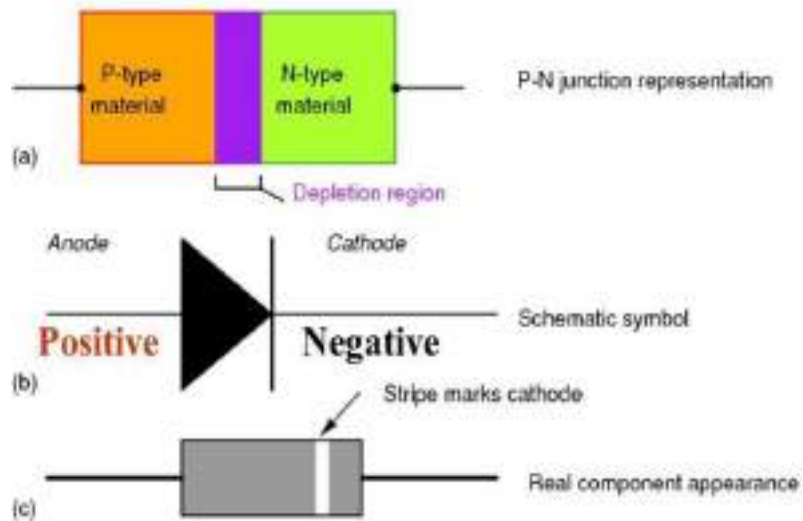 P-type
material
N-type
material
P-N junction representation
(a)
Depletion region
Anode
Cathode
Schematic symbol
Positive
Negative
(b)
Stripe marks cathode
Real component appearance
(c)